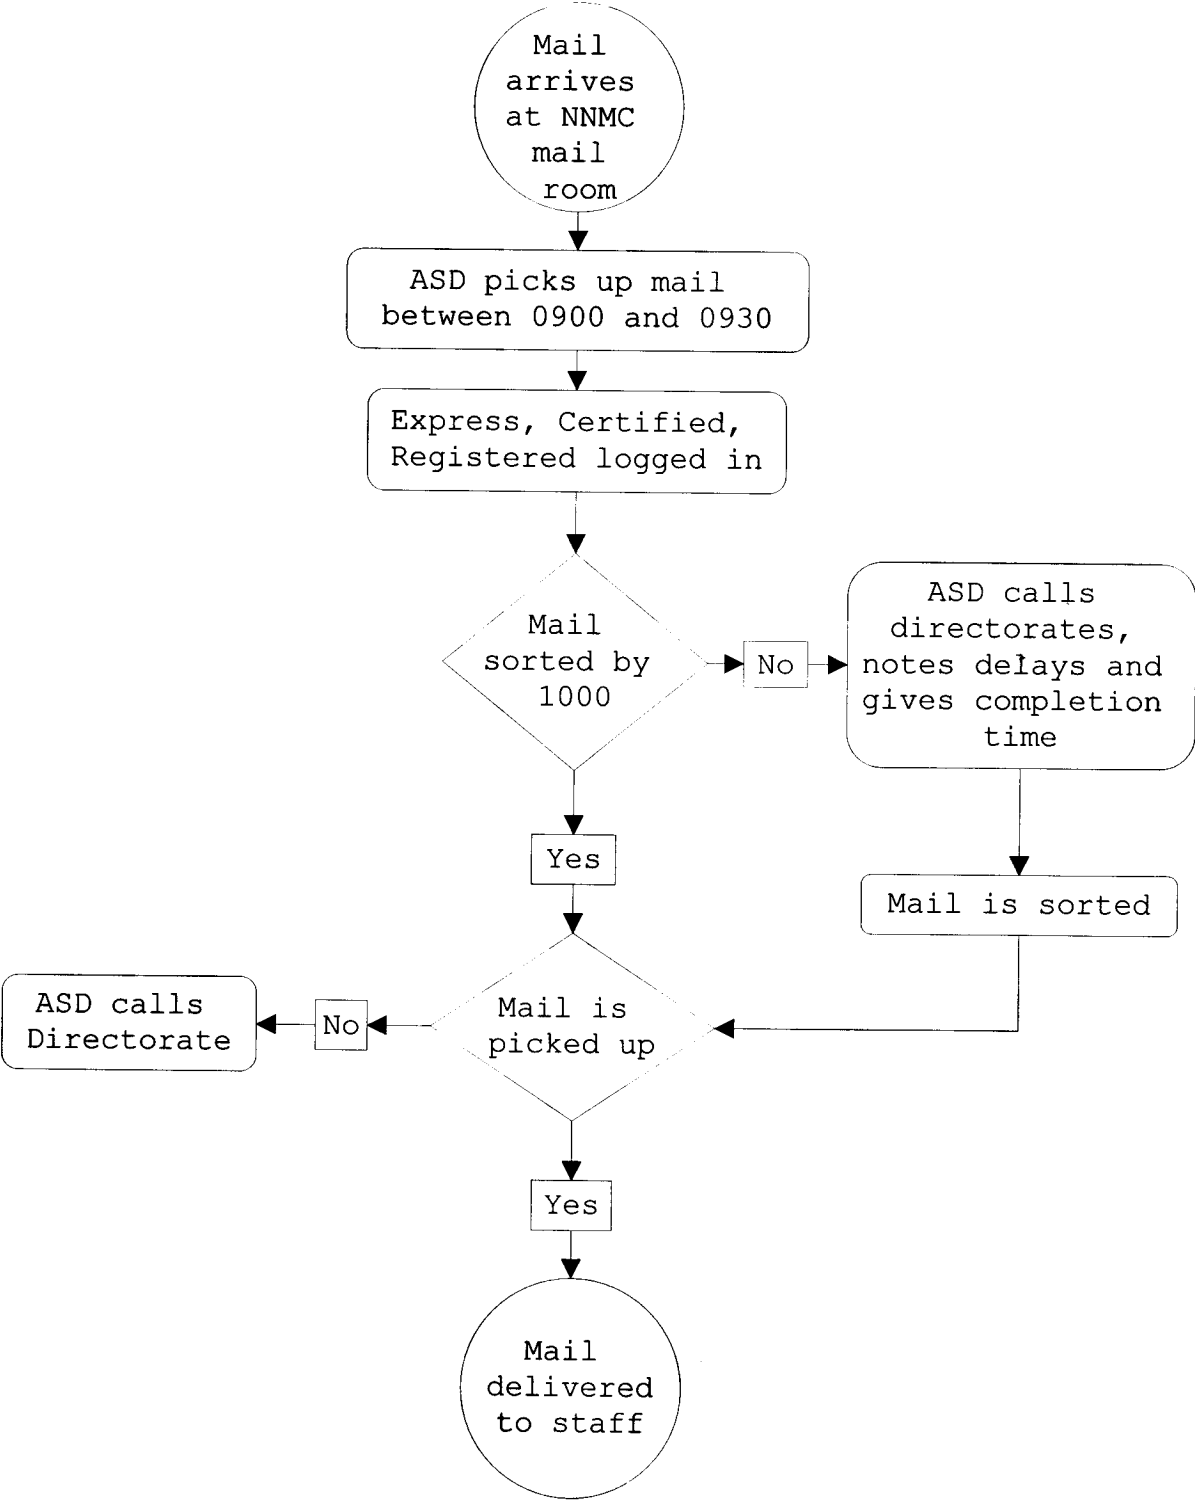 Mail
arrives
at NNMC
mail
room
ASD picks up mail
between 0900 and 0930
Express, Certified,
Registered logged in
Mail
sorted by
1000
No
ASD calls
directorates,
notes delays and
gives completion
time
Yes
Mail is sorted
Mail is
picked up
No
ASD calls
Directorate
Yes
Mail
delivered
to staff